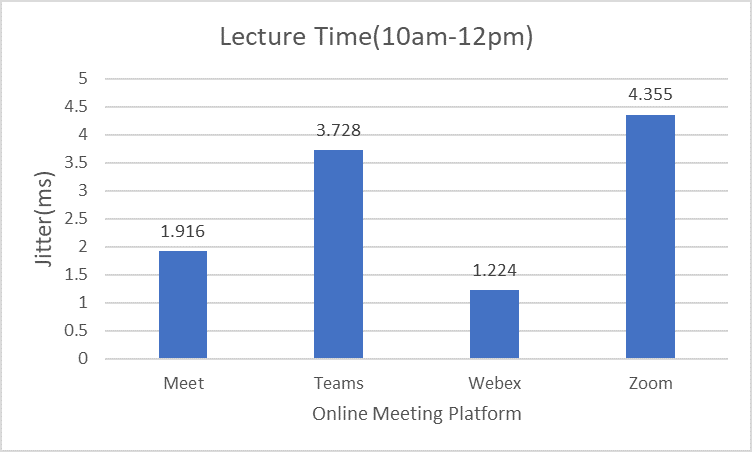 Lecture Time(10am-12pm)
Jitter(ms)
5
4.5
4
3.5
3
2.5
2
1.5
1
0.5
0
1.916
3.728
1.224
4.355
Meet
Teams
Webex
Zoom
Online Meeting Platform